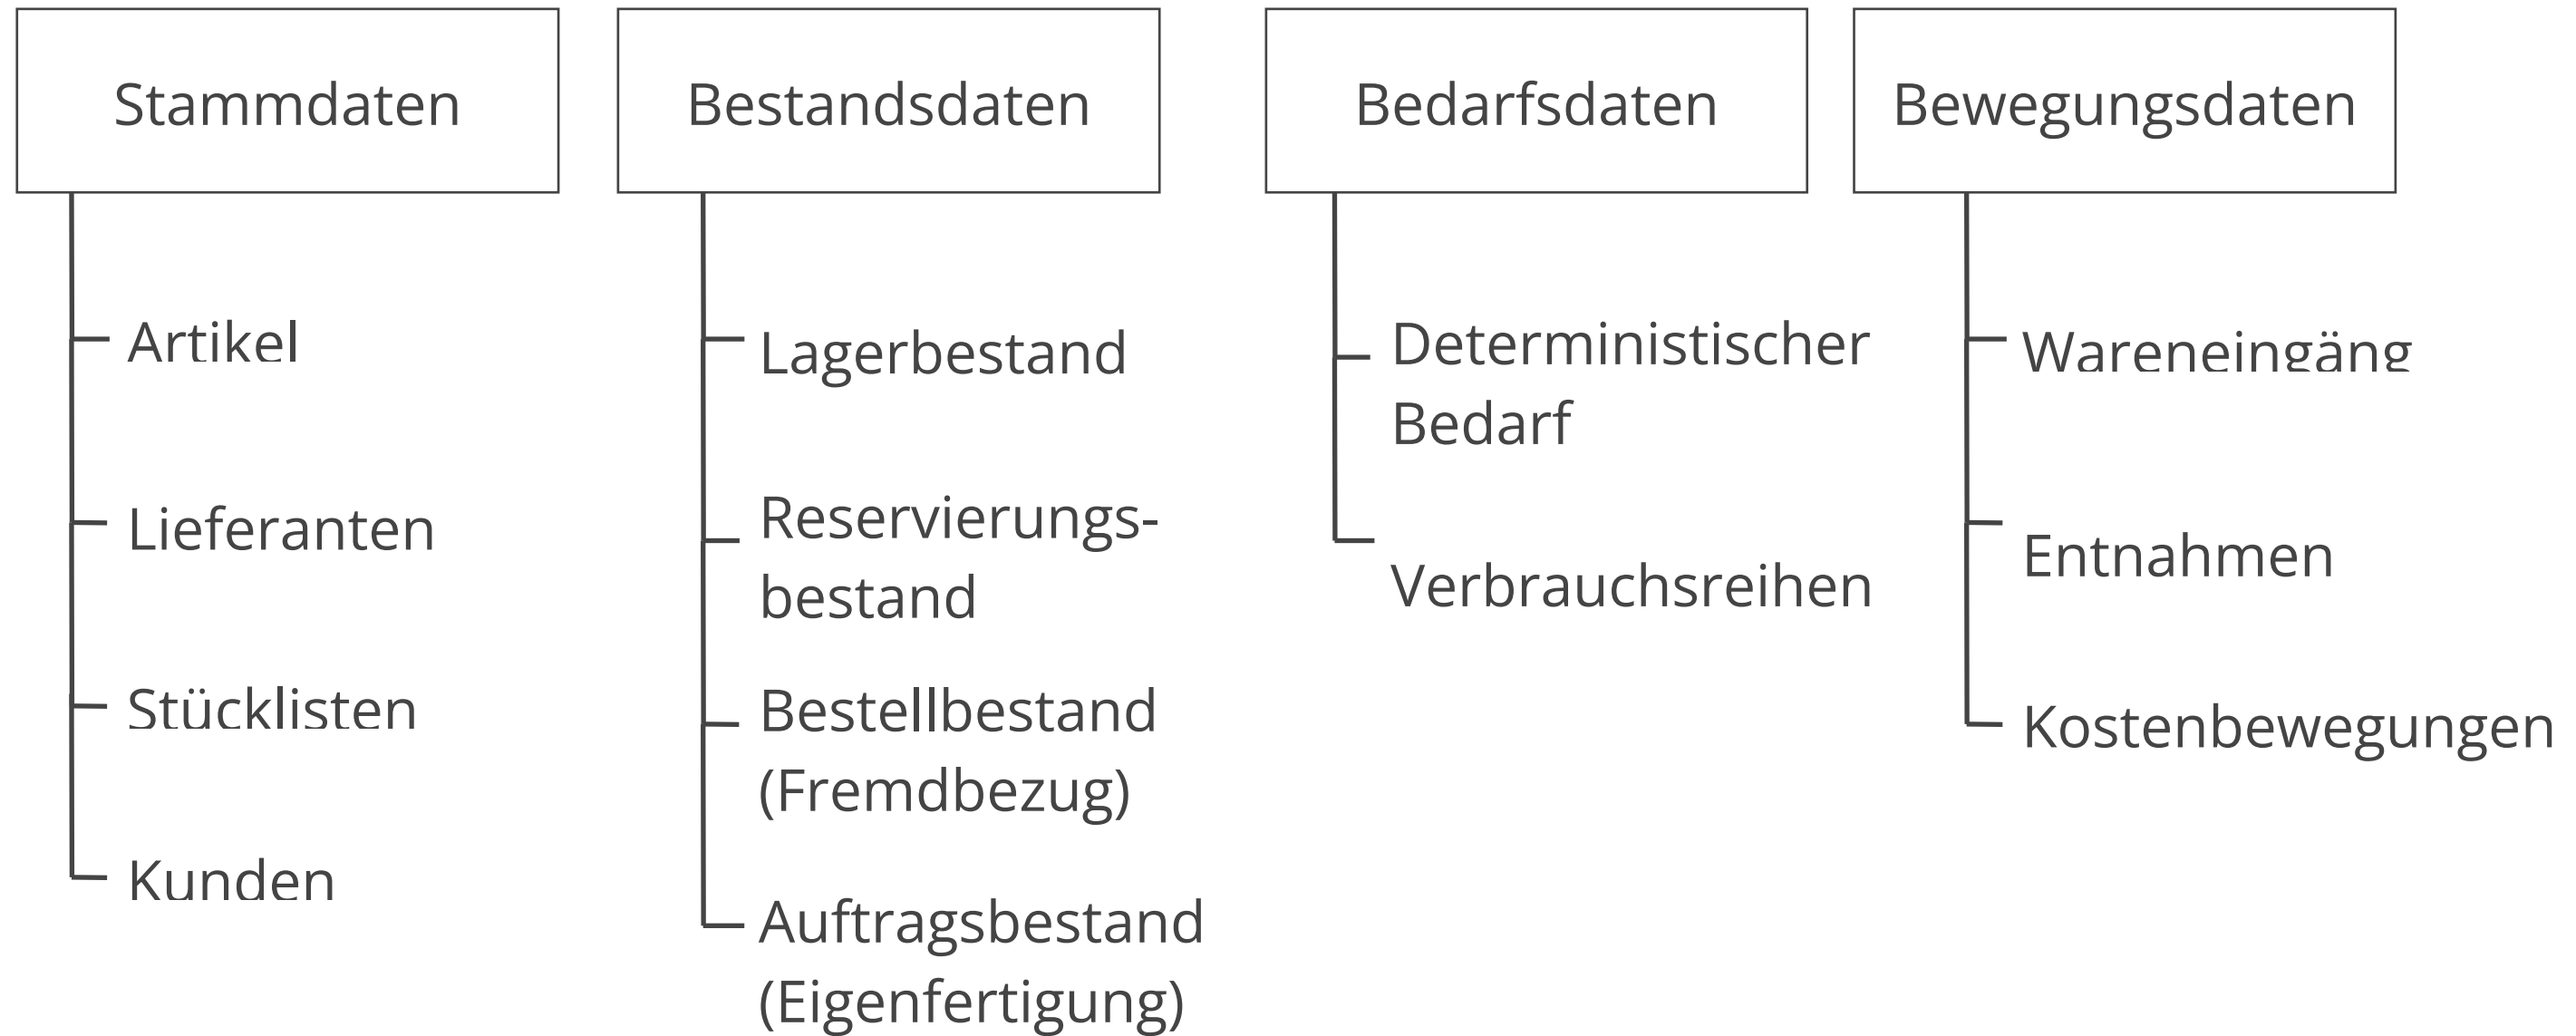 Stammdaten
Artikel
Lieferanten
Stücklisten
Kunden
Bestandsdaten
Lagerbestand
Reservierungs-
bestand
Bestellbestand
(Fremdbezug)
Auftragsbestand
(Eigenfertigung)
Bedarfsdaten
Deterministischer
Bedarf
Verbrauchsreihen
Bewegungsdaten
Wareneingäng
Entnahmen
Kostenbewegungen